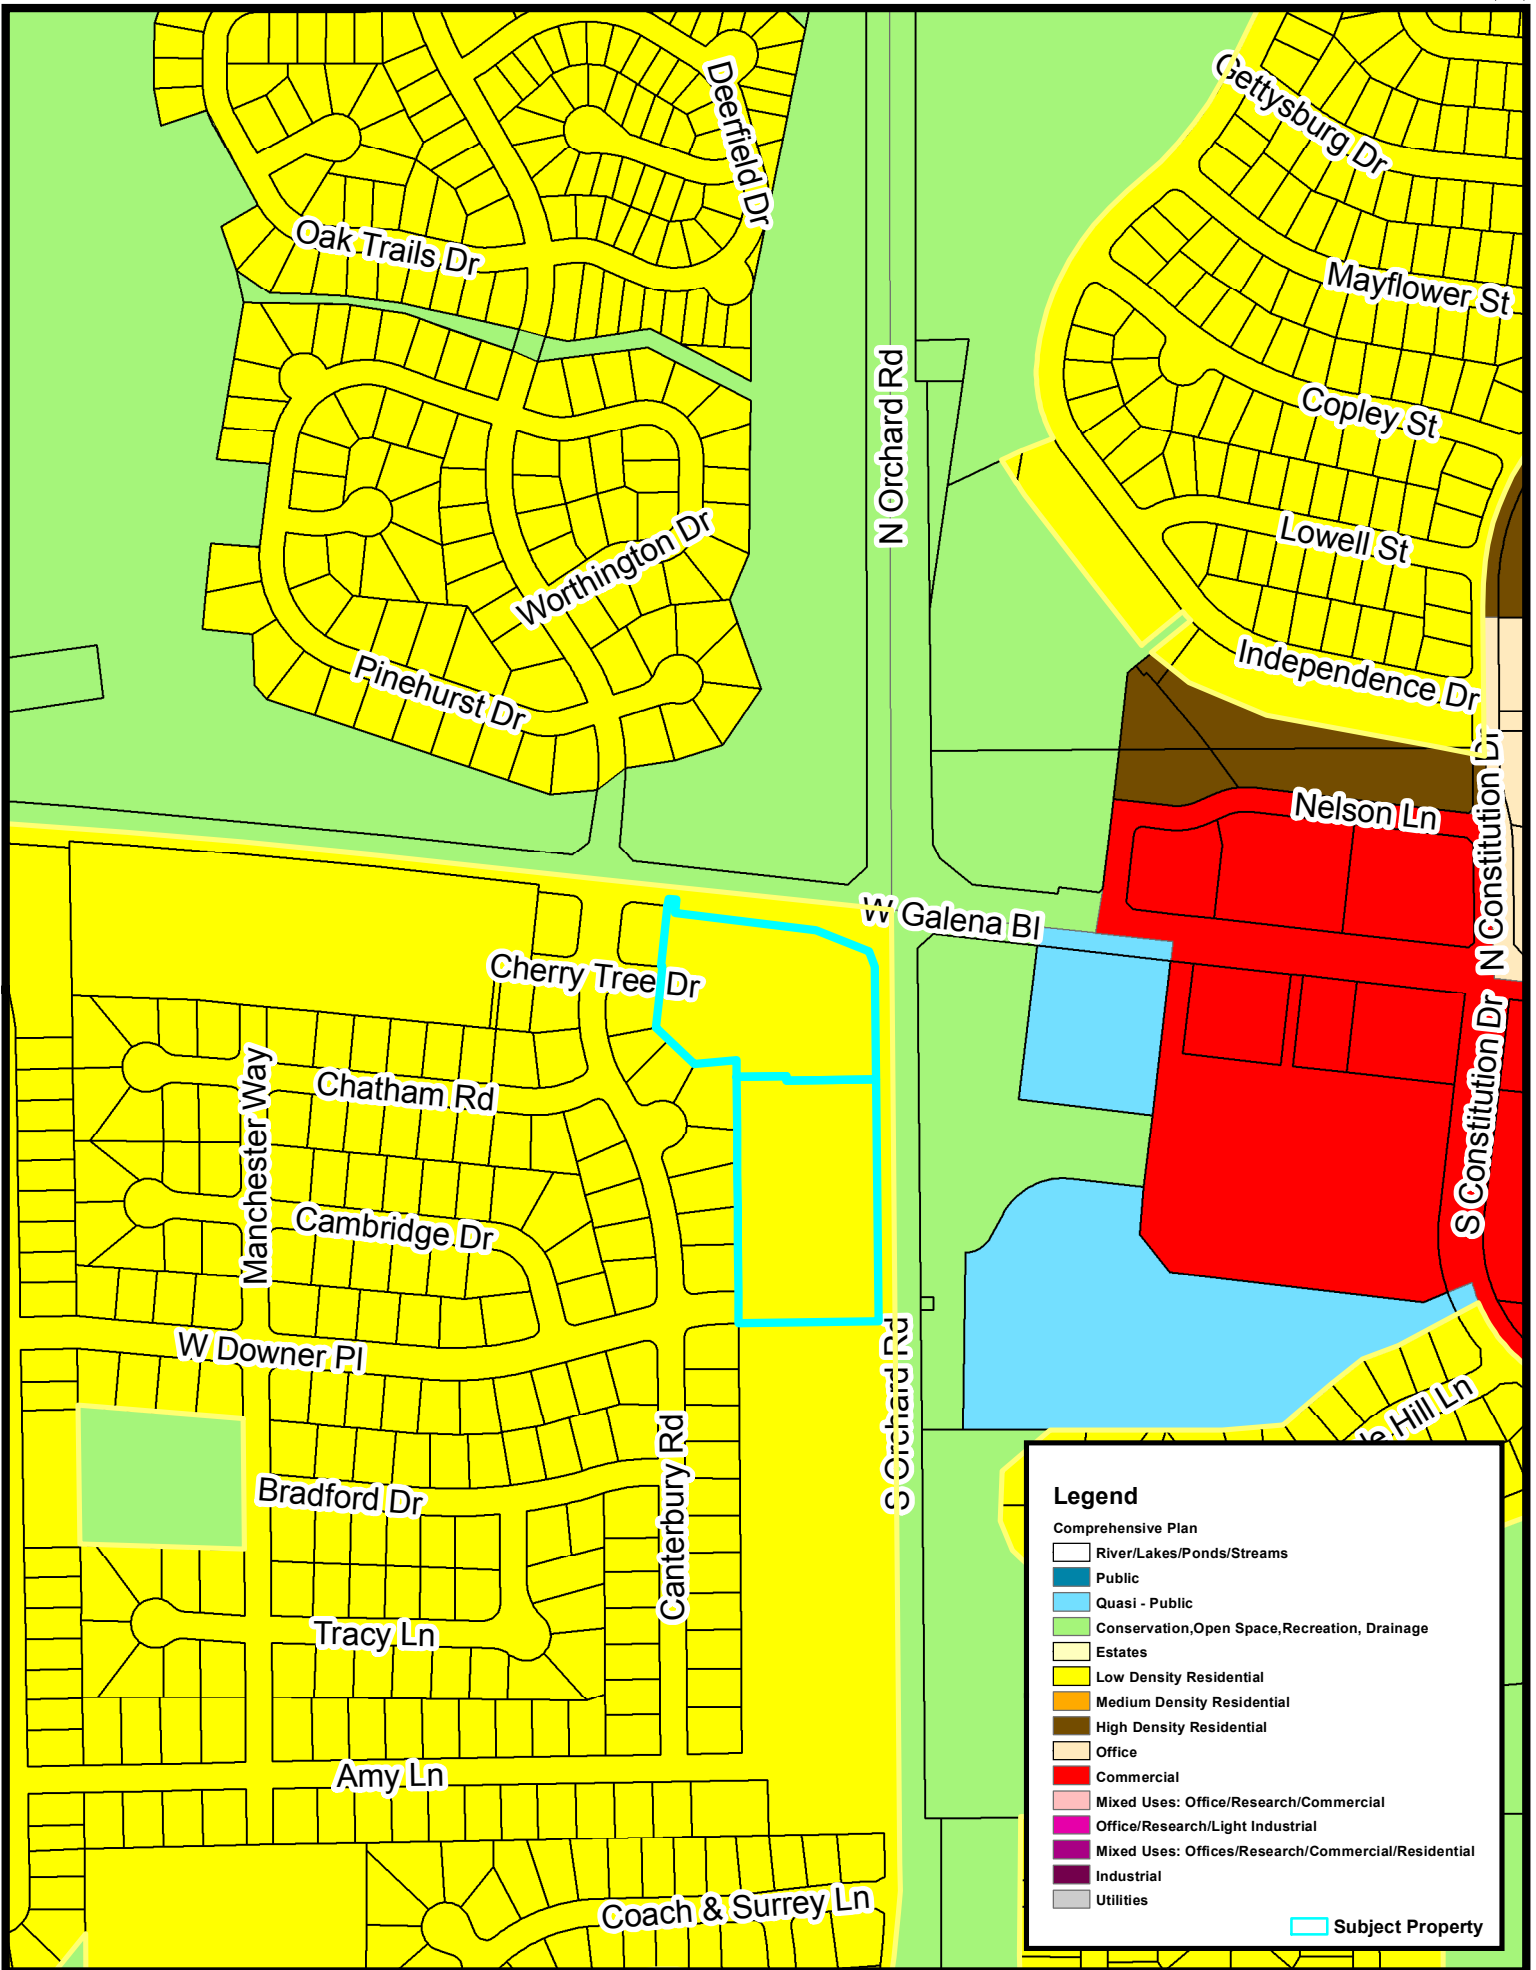 Gettysburg Dr
Deerfield Dr
Oak Trails Dr
Mayflower St
N Orchard Rd
Copley St
Lowell St
Worthington Dr
Independence Dr
Pinehurst Dr
N Constitution Dr
Nelson Ln
W Galena Bl
Cherry Tree Dr
S Constitution Dr
Manchester Way
Chatham Rd
Cambridge Dr
W Downer Pl
S Orchard Rd
Hill Ln
Canterbury Rd
Bradford Dr
Tracy Ln
Amy Ln
Coach & Surrey Ln
Legend
Comprehensive Plan
River/Lakes/Ponds/Streams
Public
Quasi - Public
Conservation,Open Space,Recreation, Drainage
Estates
Low Density Residential
Medium Density Residential
High Density Residential
Office
Commercial
Mixed Uses: Office/Research/Commercial
Office/Research/Light Industrial
Mixed Uses: Offices/Research/Commercial/Residential
Industrial
Utilities
Subject Property